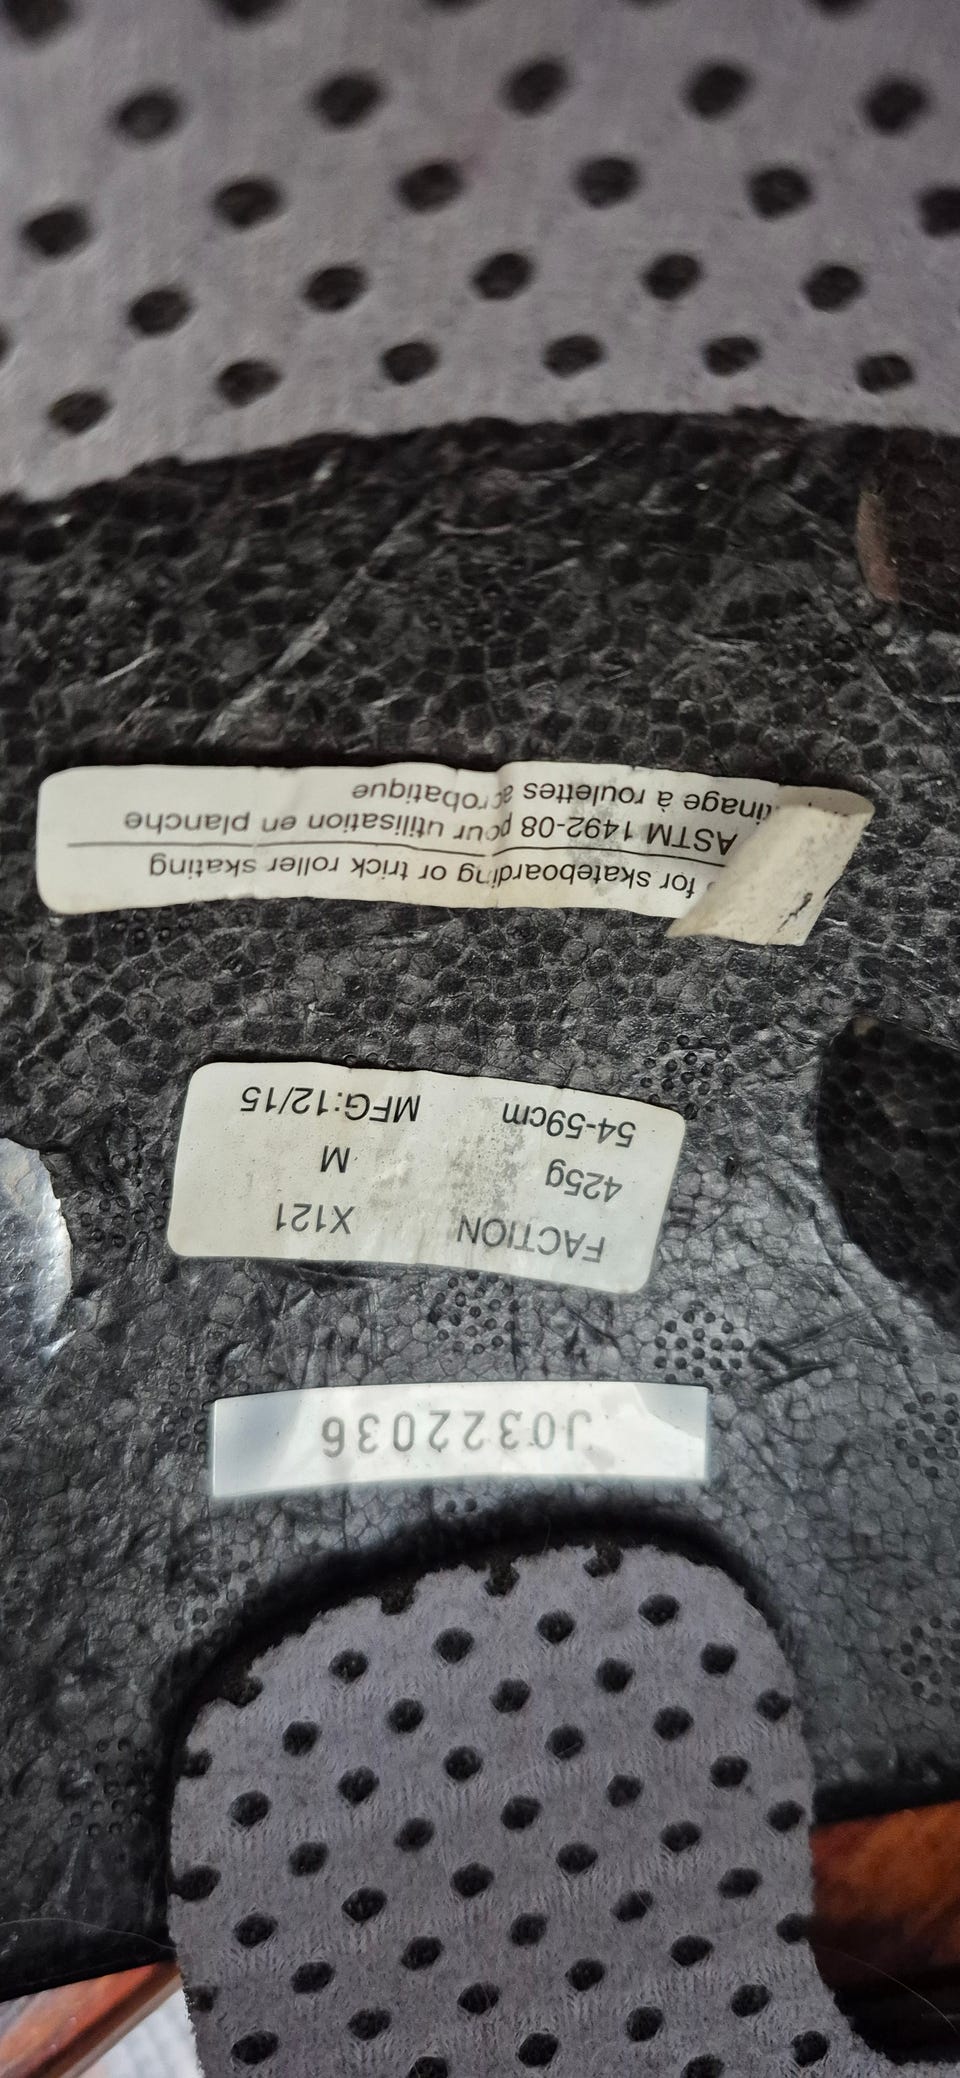 J0322036
FACTION X121
425g M
54-59cm MFG:12/15
for skateboarding or trick roller skating
ASTM 1492-08 pour utilisation en planche
tinage à roulettes acrobatique